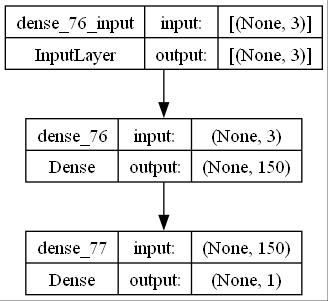 dense_76_input input: [(None, 3)]
InputLayer output: [(None, 3)]
dense_76 input: (None, 3)
Dense output: (None, 150)
dense_77 input: (None, 150)
Dense output: (None, 1)